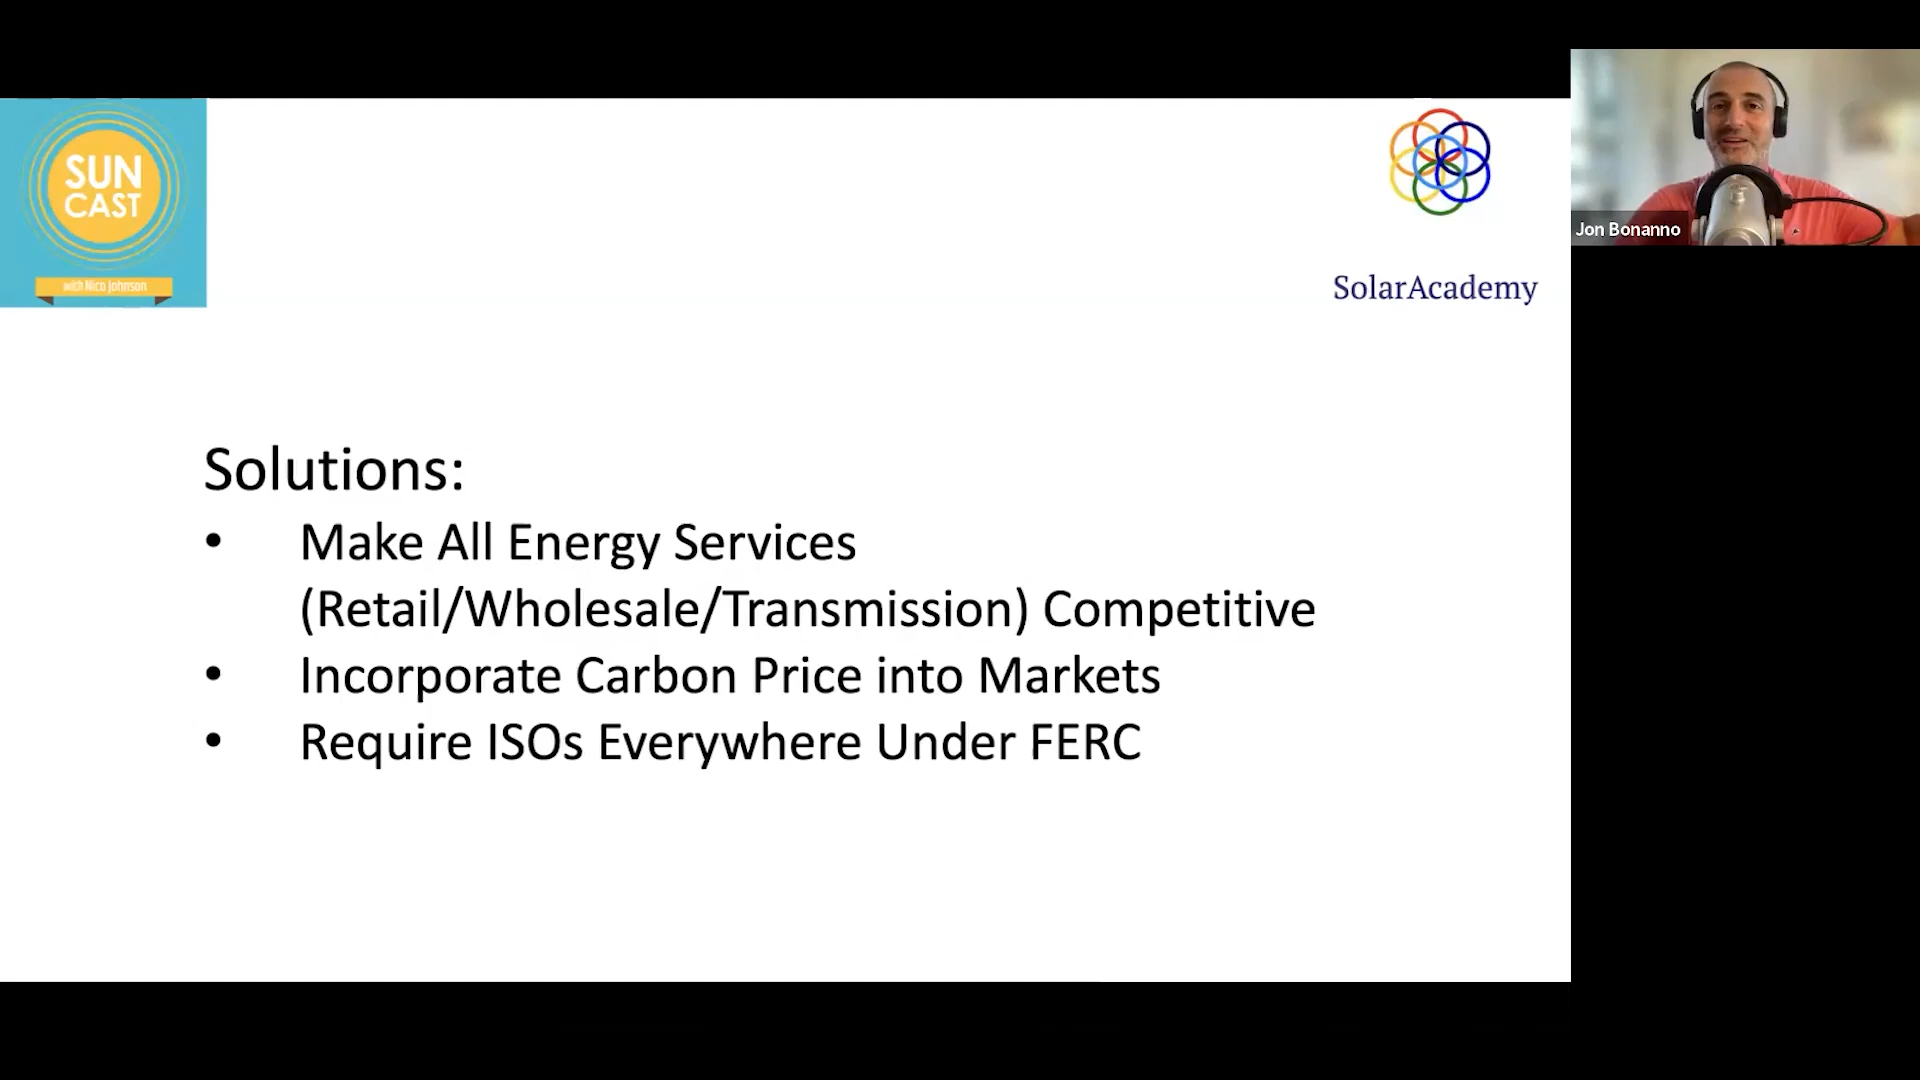 SUN
CAST
with Nico Johnson
SolarAcademy
Jon Bonanno
Solutions:
• Make All Energy Services
(Retail/Wholesale/Transmission) Competitive
• Incorporate Carbon Price into Markets
• Require ISOs Everywhere Under FERC